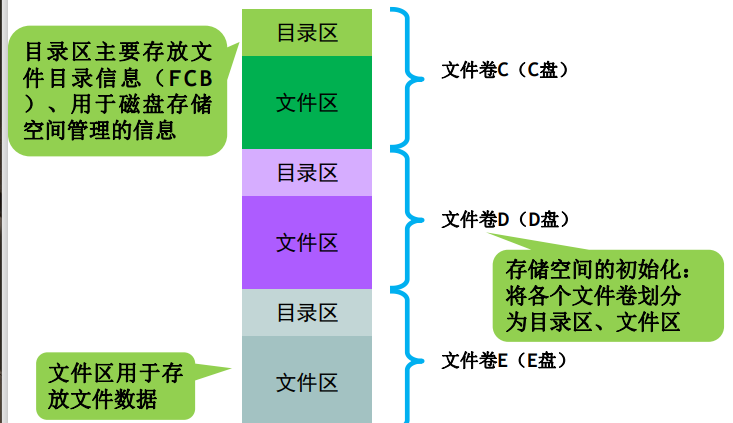 目录区主要存放文
件目录信息（FCB
）、用于磁盘存储
空间管理的信息
目录区
文件区
文件卷C（C盘）
目录区
文件区
文件卷D（D盘）
存储空间的初始化：
将各个文件卷划分
为目录区、文件区
目录区
文件区
文件卷E（E盘）
文件区用于存
放文件数据